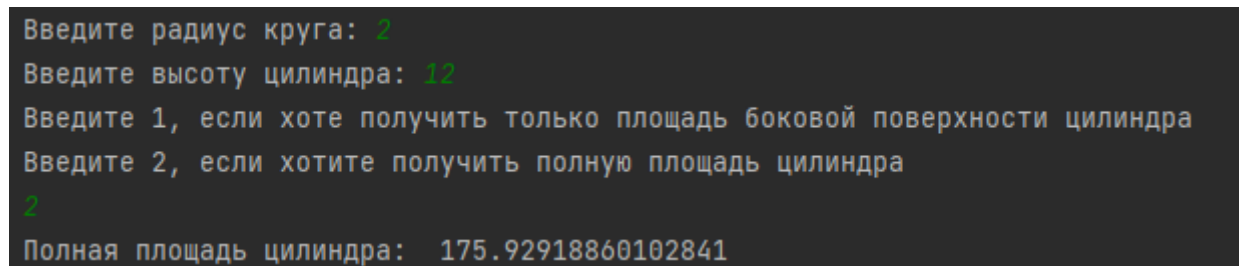 Введите радиус круга: 2
Введите высоту цилиндра: 12
Введите 1, если хоте получить только площадь боковой поверхности цилиндра
Введите 2, если хотите получить полную площадь цилиндра
2
Полная площадь цилиндра:  175.92918860102841